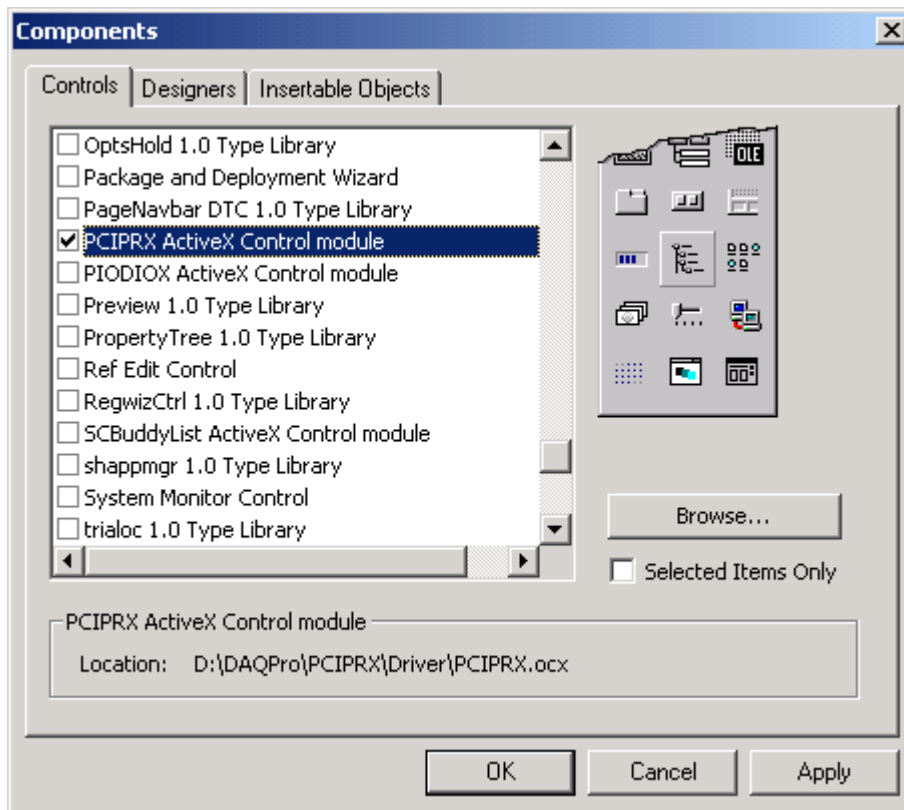 Components
Controls
Designers
Insertable Objects
OptsHold 1.0 Type Library
Package and Deployment Wizard
PageNavbar DTC 1.0 Type Library
PCIPRX ActiveX Control module
PIODIOX ActiveX Control module
Preview 1.0 Type Library
PropertyTree 1.0 Type Library
Ref Edit Control
RegwizCtrl 1.0 Type Library
SCBuddyList ActiveX Control module
shappmgr 1.0 Type Library
System Monitor Control
trialoc 1.0 Type Library
OLE
Browse...
Selected Items Only
PCIPRX ActiveX Control module
Location: D:\DAQPro\PCIPRX\Driver\PCIPRX.ocx
OK
Cancel
Apply